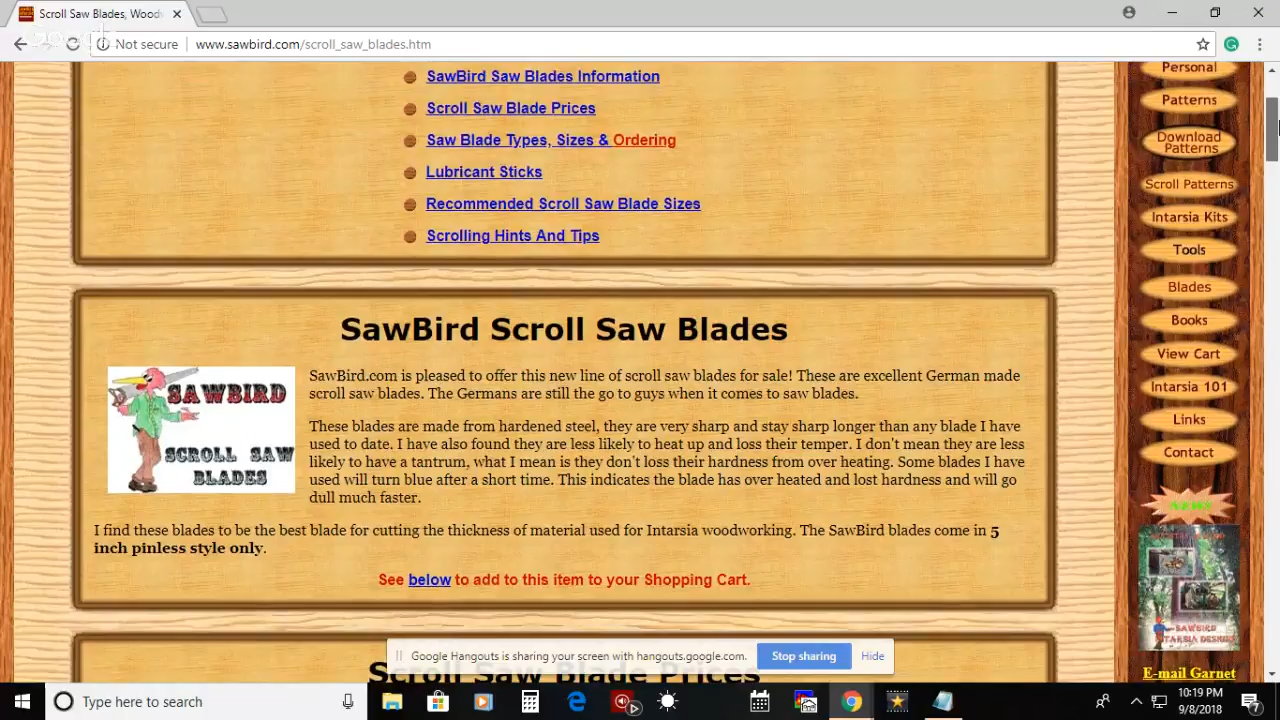 Scroll Saw Blades, Wood
Not secure
www.sawbird.com/scroll_saw_blades.htm
SawBird Saw Blades Information
Scroll Saw Blade Prices
Saw Blade Types, Sizes & Ordering
Lubricant Sticks
Recommended Scroll Saw Blade Sizes
Scrolling Hints And Tips
SawBird Scroll Saw Blades
SAWBIRD
SCROLL SAW
BLADES
SawBird.com is pleased to offer this new line of scroll saw blades for sale! These are excellent German made
scroll saw blades. The Germans are still the go to guys when it comes to saw blades.
These blades are made from hardened steel, they are very sharp and stay sharp longer than any blade I have
used to date. I have also found they are less likely to heat up and loss their temper. I don't mean they are less
likely to have a tantrum, what I mean is they don't loss their hardness from over heating. Some blades I have
used will turn blue after a short time. This indicates the blade has over heated and lost hardness and will go
dull much faster.
I find these blades to be the best blade for cutting the thickness of material used for Intarsia woodworking. The SawBird blades come in 5
inch pinless style only.
See below to add to this item to your Shopping Cart.
Scroll Saw Blade Prices
Personal
Patterns
Download
Patterns
Scroll Patterns
Intarsia Kits
Tools
Blades
Books
View Cart
Intarsia 101
Links
Contact
NEW
SAWBIRD
INTARSIA DESIGN
E-mail Garnet
Google Hangouts is sharing your screen with hangouts.google.com.
Stop sharing
Hide
Type here to search
10:19 PM
9/8/2018
7